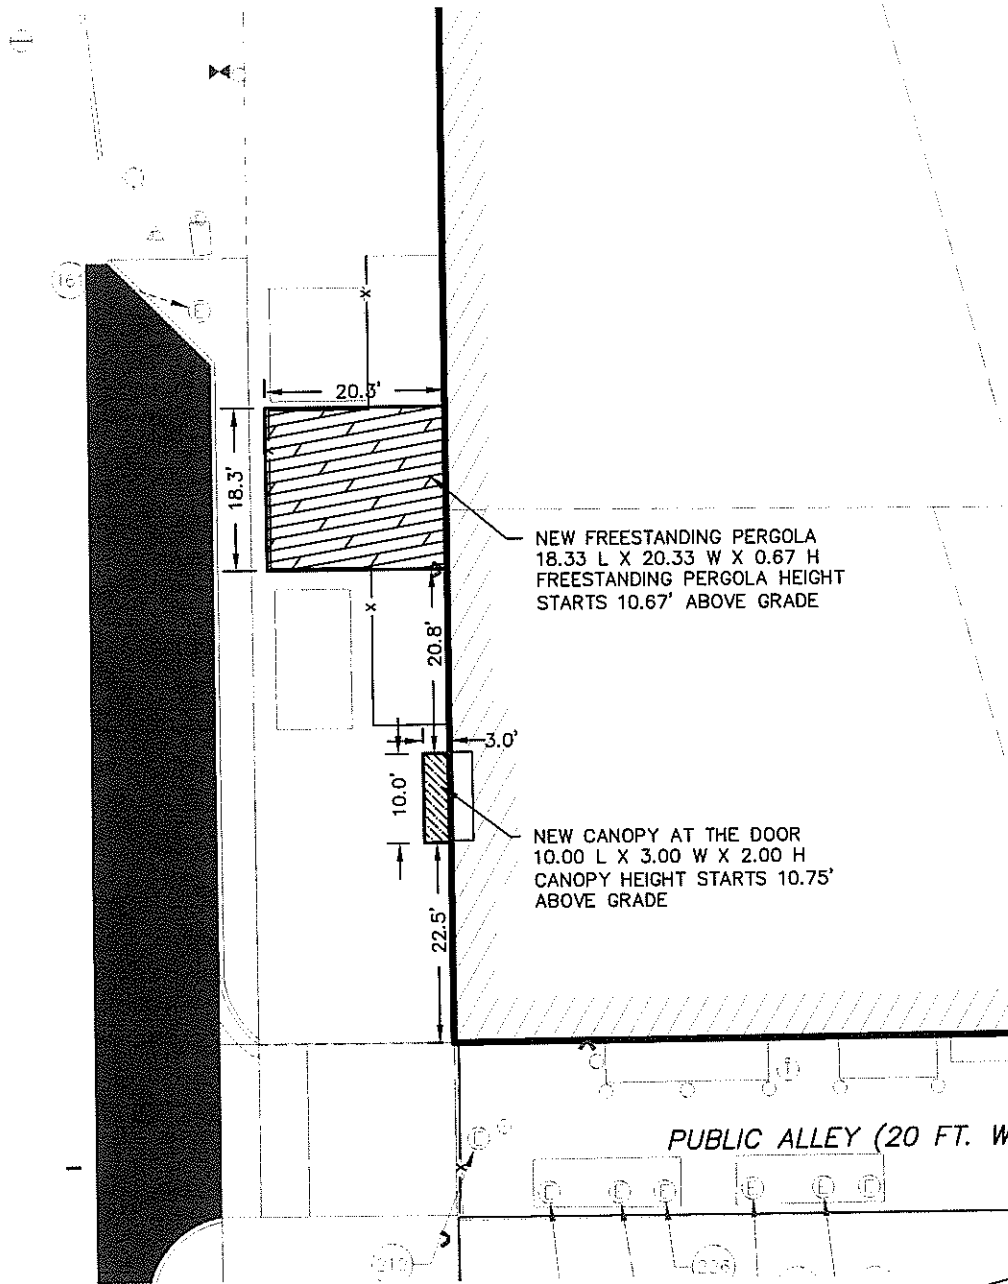 16
20.3'
18.3'
NEW FREESTANDING PERGOLA
18.33 L X 20.33 W X 0.67 H
FREESTANDING PERGOLA HEIGHT
STARTS 10.67' ABOVE GRADE
X
X
20.8'
3.0'
10.0'
NEW CANOPY AT THE DOOR
10.00 L X 3.00 W X 2.00 H
CANOPY HEIGHT STARTS 10.75'
ABOVE GRADE
22.5'
PUBLIC ALLEY (20 FT. W
X
E
E
226